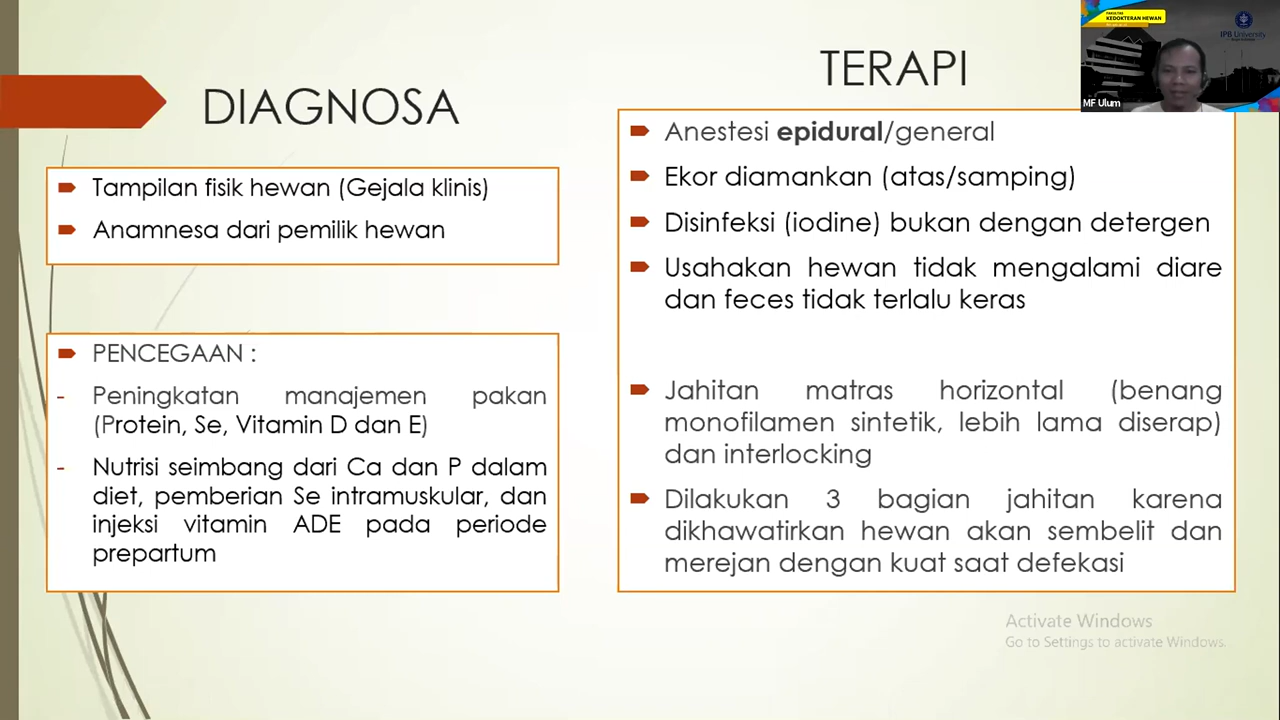 DIAGNOSA
Tampilan fisik hewan (Gejala klinis)
Anamnesa dari pemilik hewan
PENCEGAAN :
- Peningkatan manajemen pakan
(Protein, Se, Vitamin D dan E)
- Nutrisi seimbang dari Ca dan P dalam
diet, pemberian Se intramuskular, dan
injeksi vitamin ADE pada periode
prepartum
TERAPI
Anestesi epidural/general
Ekor diamankan (atas/samping)
Disinfeksi (iodine) bukan dengan detergen
Usahakan hewan tidak mengalami diare
dan feces tidak terlalu keras
Jahitan matras horizontal (benang
monofilamen sintetik, lebih lama diserap)
dan interlocking
Dilakukan 3 bagian jahitan karena
dikhawatirkan hewan akan sembelit dan
merejan dengan kuat saat defekasi
KEDOKTERAN HEWAN
IPB University
MF Ulum
Activate Windows
Go to Settings to activate Windows.